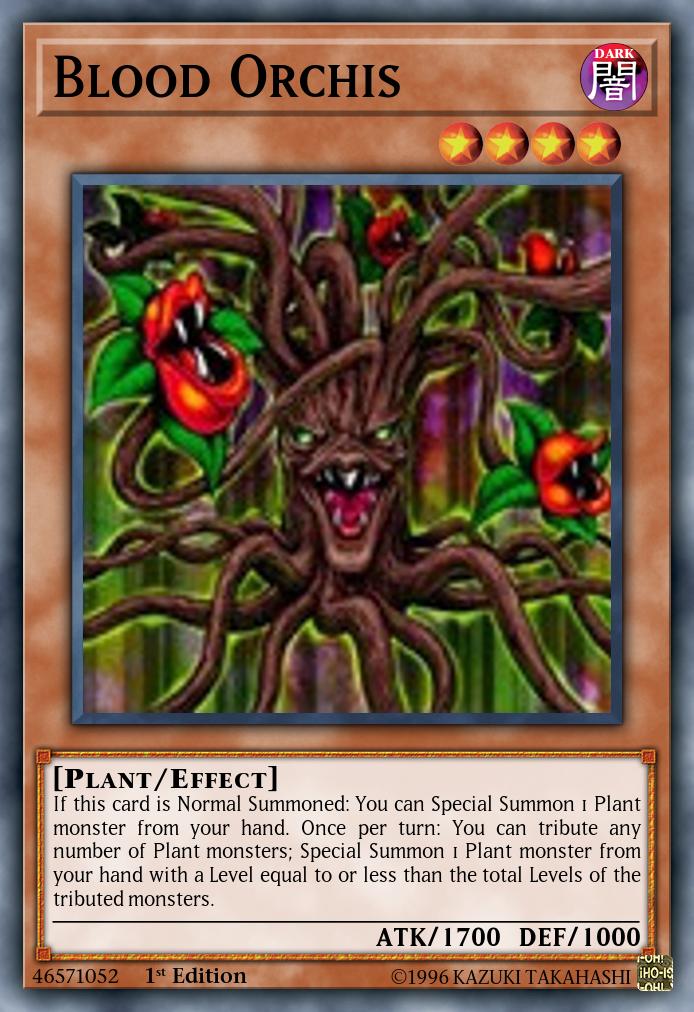 Blood Orchis
DARK
闇
[Plant/Effect]
If this card is Normal Summoned: You can Special Summon 1 Plant
monster from your hand. Once per turn: You can tribute any
number of Plant monsters; Special Summon 1 Plant monster from
your hand with a Level equal to or less than the total Levels of the
tributed monsters.
ATK/1700 DEF/1000
46571052 1st Edition ©1996 KAZUKI TAKAHASHI